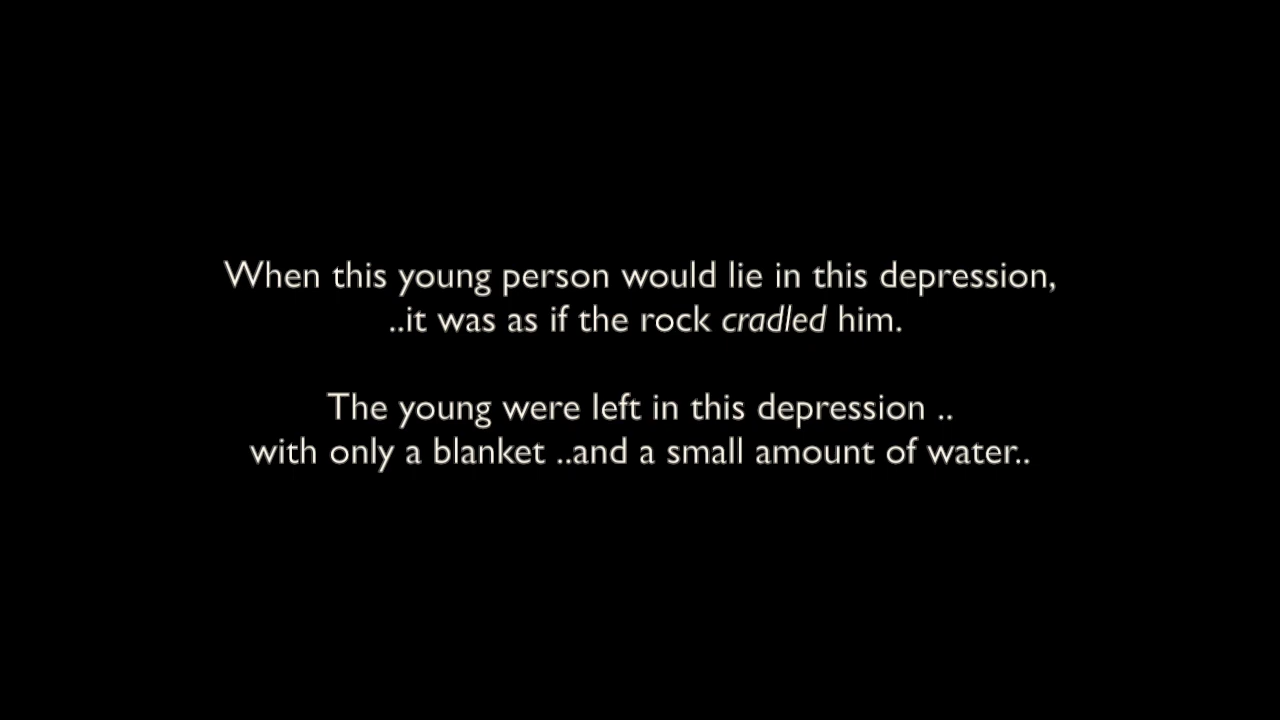 When this young person would lie in this depression,
..it was as if the rock cradled him.
The young were left in this depression ..
with only a blanket ..and a small amount of water..